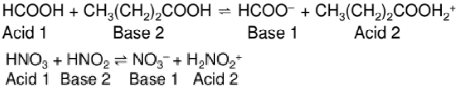 HCOOH + CH₃(CH₂)₂COOH ⇌ HCOO⁻ + CH₃(CH₂)₂COOH₂⁺
Acid 1 Base 2 Base 1 Acid 2
HNO₃ + HNO₂ ⇌ NO₃⁻ + H₂NO₂⁺
Acid 1 Base 2 Base 1 Acid 2